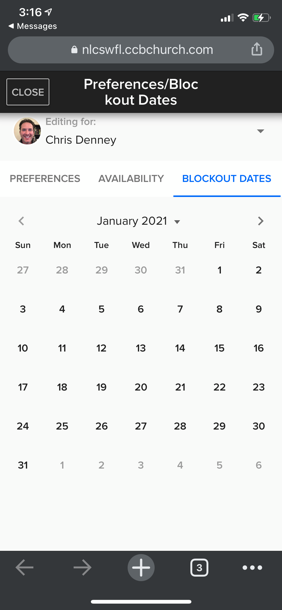 3:16
Messages
nlcswfl.ccbchurch.com
CLOSE
Preferences/Bloc
kout Dates
Editing for:
Chris Denney
PREFERENCES AVAILABILITY BLOCKOUT DATES
January 2021
Sun Mon Tue Wed Thu Fri Sat
27 28 29 30 31 1 2
3 4 5 6 7 8 9
10 11 12 13 14 15 16
17 18 19 20 21 22 23
24 25 26 27 28 29 30
31 1 2 3 4 5 6
3